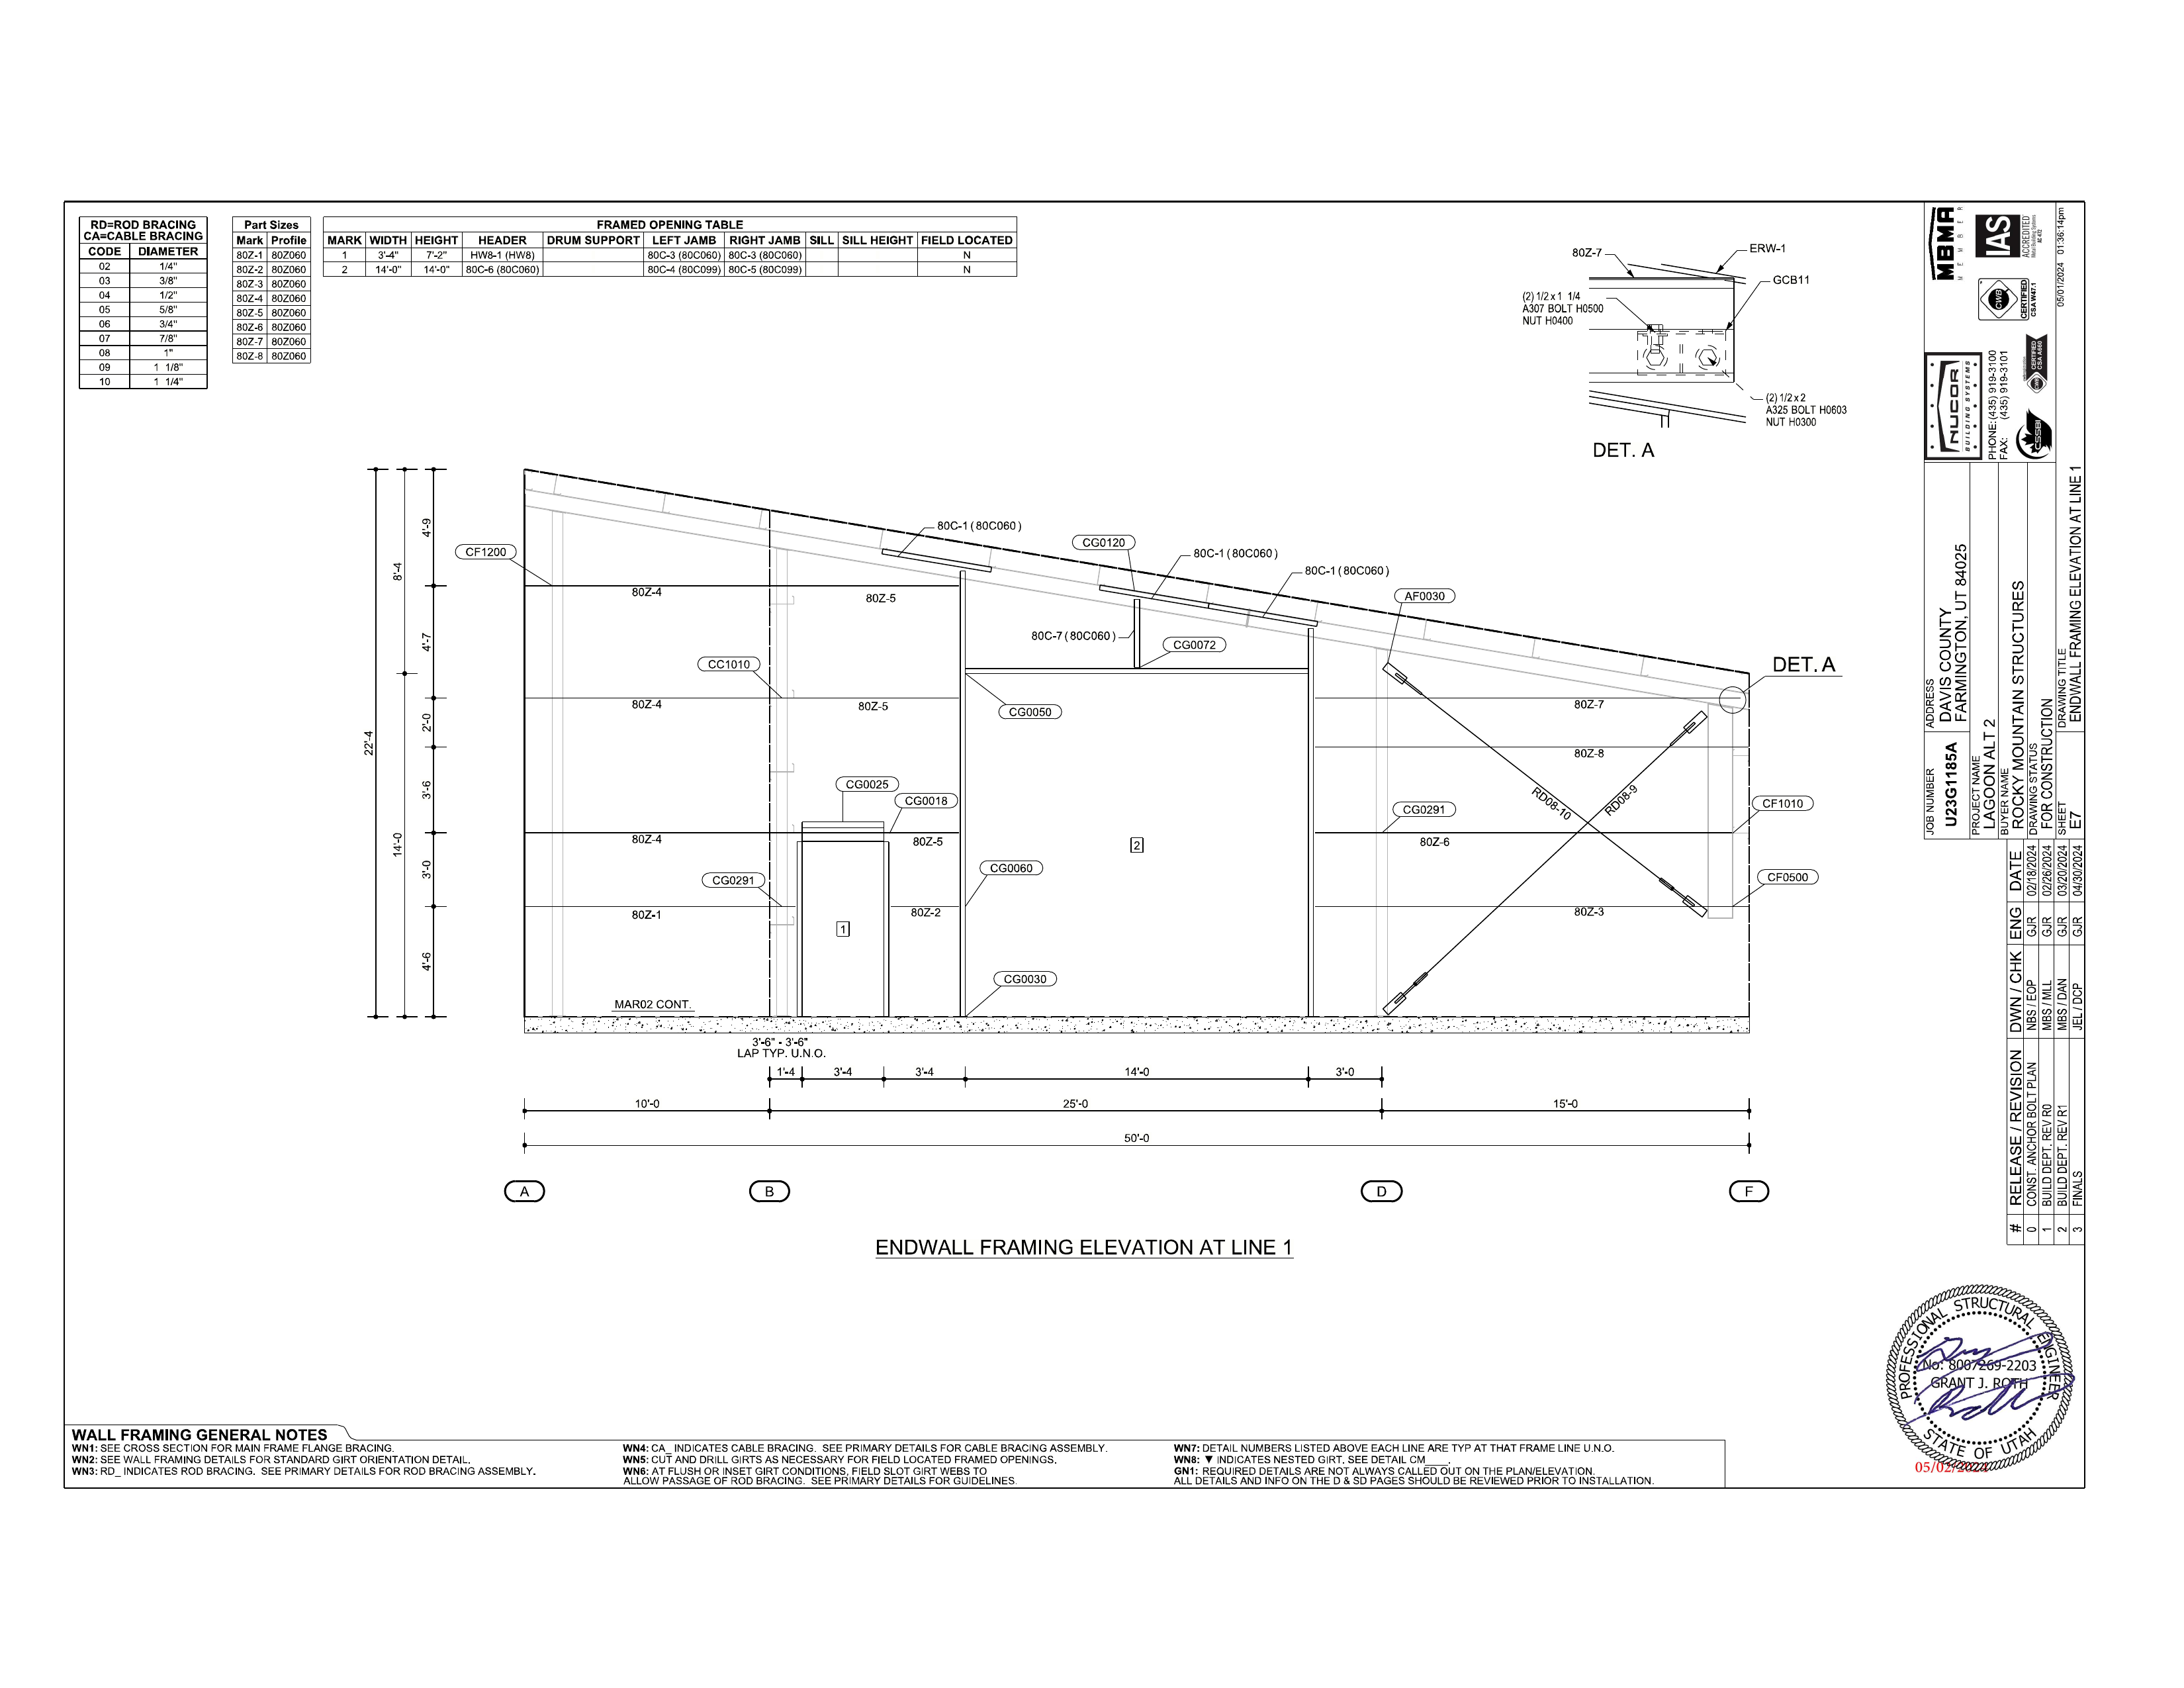 RD=ROD BRACING
CA=CABLE BRACING
CODE DIAMETER
02 1/4"
03 3/8"
04 1/2"
05 5/8"
06 3/4"
07 7/8"
08 1"
09 1 1/8"
10 1 1/4"
Part Sizes
Mark Profile
80Z-1 80Z060
80Z-2 80Z060
80Z-3 80Z060
80Z-4 80Z060
80Z-5 80Z060
80Z-6 80Z060
80Z-7 80Z060
80Z-8 80Z060
FRAMED OPENING TABLE
MARK WIDTH HEIGHT HEADER DRUM SUPPORT LEFT JAMB RIGHT JAMB SILL SILL HEIGHT FIELD LOCATED
1 3'-4" 7'-2" HW8-1 (HW8) 80C-3 (80C060) 80C-3 (80C060) N
2 14'-0" 14'-0" 80C-6 (80C060) 80C-4 (80C099) 80C-5 (80C099) N
80Z-7
ERW-1
GCB11
(2) 1/2 x 1 1/4
A307 BOLT H0500
NUT H0400
(2) 1/2 x 2
A325 BOLT H0603
NUT H0300
DET. A
22'-4
8'-4
14'-0
4'-9
4'-7
2'-0
3'-6
3'-0
4'-6
CF1200
80C-1 (80C060)
CG0120
80C-1 (80C060)
80C-1 (80C060)
AF0030
80Z-4
80Z-5
80C-7 (80C060)
CG0072
CC1010
DET. A
80Z-4
80Z-5
CG0050
80Z-7
80Z-8
CG0025
CG0018
RD08-10
RD08-9
CG0291
CF1010
80Z-4
80Z-5
2
80Z-6
CG0291
CG0060
CF0500
80Z-1
80Z-2
80Z-3
1
CG0030
MAR02 CONT.
3'-6" - 3'-6"
LAP TYP. U.N.O.
1'-4 3'-4 3'-4 14'-0 3'-0
10'-0 25'-0 15'-0
50'-0
A B D F
ENDWALL FRAMING ELEVATION AT LINE 1
WALL FRAMING GENERAL NOTES
WN1: SEE CROSS SECTION FOR MAIN FRAME FLANGE BRACING.
WN2: SEE WALL FRAMING DETAILS FOR STANDARD GIRT ORIENTATION DETAIL.
WN3: RD_ INDICATES ROD BRACING. SEE PRIMARY DETAILS FOR ROD BRACING ASSEMBLY.
WN4: CA_ INDICATES CABLE BRACING. SEE PRIMARY DETAILS FOR CABLE BRACING ASSEMBLY.
WN5: CUT AND DRILL GIRTS AS NECESSARY FOR FIELD LOCATED FRAMED OPENINGS.
WN6: AT FLUSH OR INSET GIRT CONDITIONS, FIELD SLOT GIRT WEBS TO
ALLOW PASSAGE OF ROD BRACING. SEE PRIMARY DETAILS FOR GUIDELINES.
WN7: DETAIL NUMBERS LISTED ABOVE EACH LINE ARE TYP AT THAT FRAME LINE U.N.O.
WN8: ▼ INDICATES NESTED GIRT, SEE DETAIL CM____.
GN1: REQUIRED DETAILS ARE NOT ALWAYS CALLED OUT ON THE PLAN/ELEVATION.
ALL DETAILS AND INFO ON THE D & SD PAGES SHOULD BE REVIEWED PRIOR TO INSTALLATION.
MBMA
MEMBER
IAS
ACCREDITED
CWB
CERTIFIED
CSA W47.1
CERTIFIED
CSA A660
CSSBI
05/01/2024 01:36:14pm
NUCOR
BUILDING SYSTEMS
PHONE: (435) 919-3100
FAX: (435) 919-3101
JOB NUMBER
U23G1185A
ADDRESS
DAVIS COUNTY
FARMINGTON, UT 84025
PROJECT NAME
LAGOON ALT 2
BUYER NAME
ROCKY MOUNTAIN STRUCTURES
DRAWING STATUS
FOR CONSTRUCTION
SHEET
E7
DRAWING TITLE
ENDWALL FRAMING ELEVATION AT LINE 1
# RELEASE / REVISION DWN / CHK ENG DATE
0 CONST. ANCHOR BOLT PLAN NBS / EOP GJR 02/18/2024
1 BUILD DEPT. REV R0 MBS / MLL GJR 02/26/2024
2 BUILD DEPT. REV R1 MBS / DAN GJR 03/20/2024
3 FINALS JEL / DCP GJR 04/30/2024
PROFESSIONAL STRUCTURAL ENGINEER
No: 8007269-2203
GRANT J. ROTH
STATE OF UTAH
05/02/2024